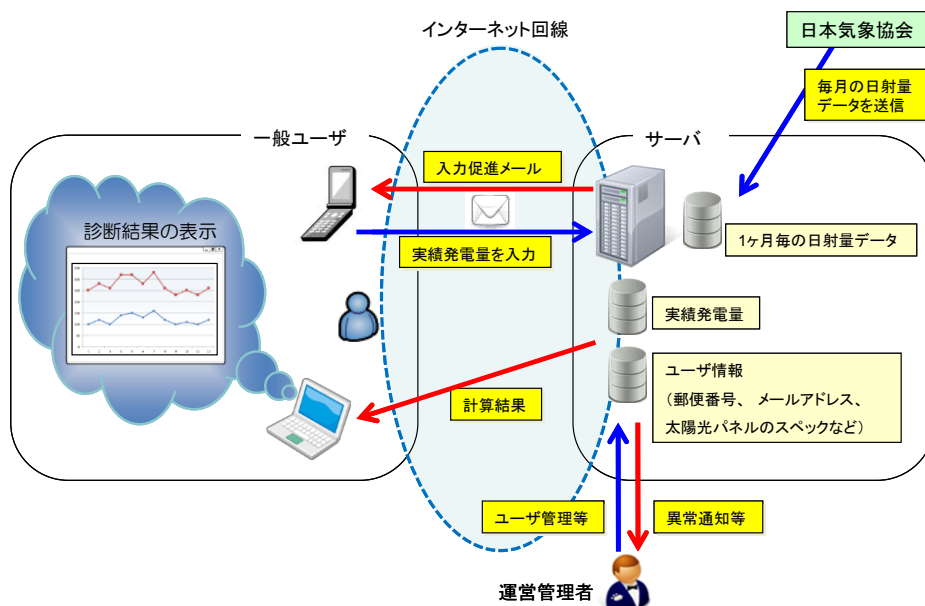 インターネット回線
日本気象協会
毎月の日射量
データを送信
一般ユーザ
サーバ
入力促進メール
診断結果の表示
実績発電量を入力
1ヶ月毎の日射量データ
実績発電量
ユーザ情報
（郵便番号、 メールアドレス、
太陽光パネルのスペックなど）
計算結果
ユーザ管理等
異常通知等
運営管理者